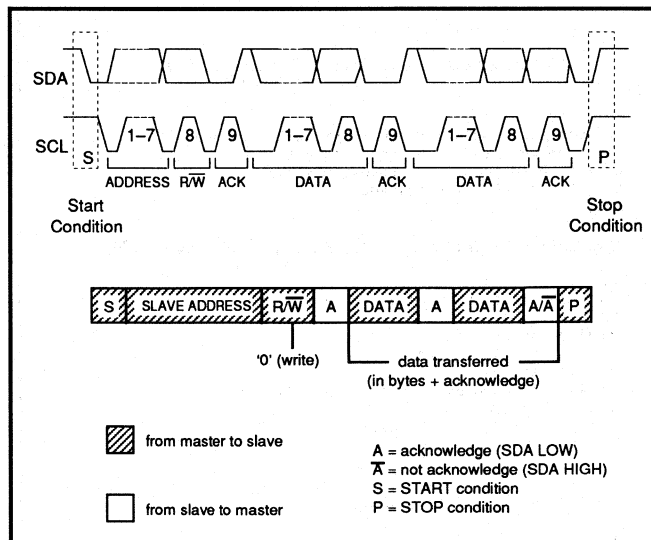 SDA
SCL
S 1–7 8 9 1–7 8 9 1–7 8 9 P
ADDRESS R/W̅ ACK DATA ACK DATA ACK
Start
Condition
Stop
Condition
S SLAVE ADDRESS R/W̅ A DATA A DATA A/A̅ P
'0' (write)
data transferred
(in bytes + acknowledge)
from master to slave
from slave to master
A = acknowledge (SDA LOW)
A̅ = not acknowledge (SDA HIGH)
S = START condition
P = STOP condition